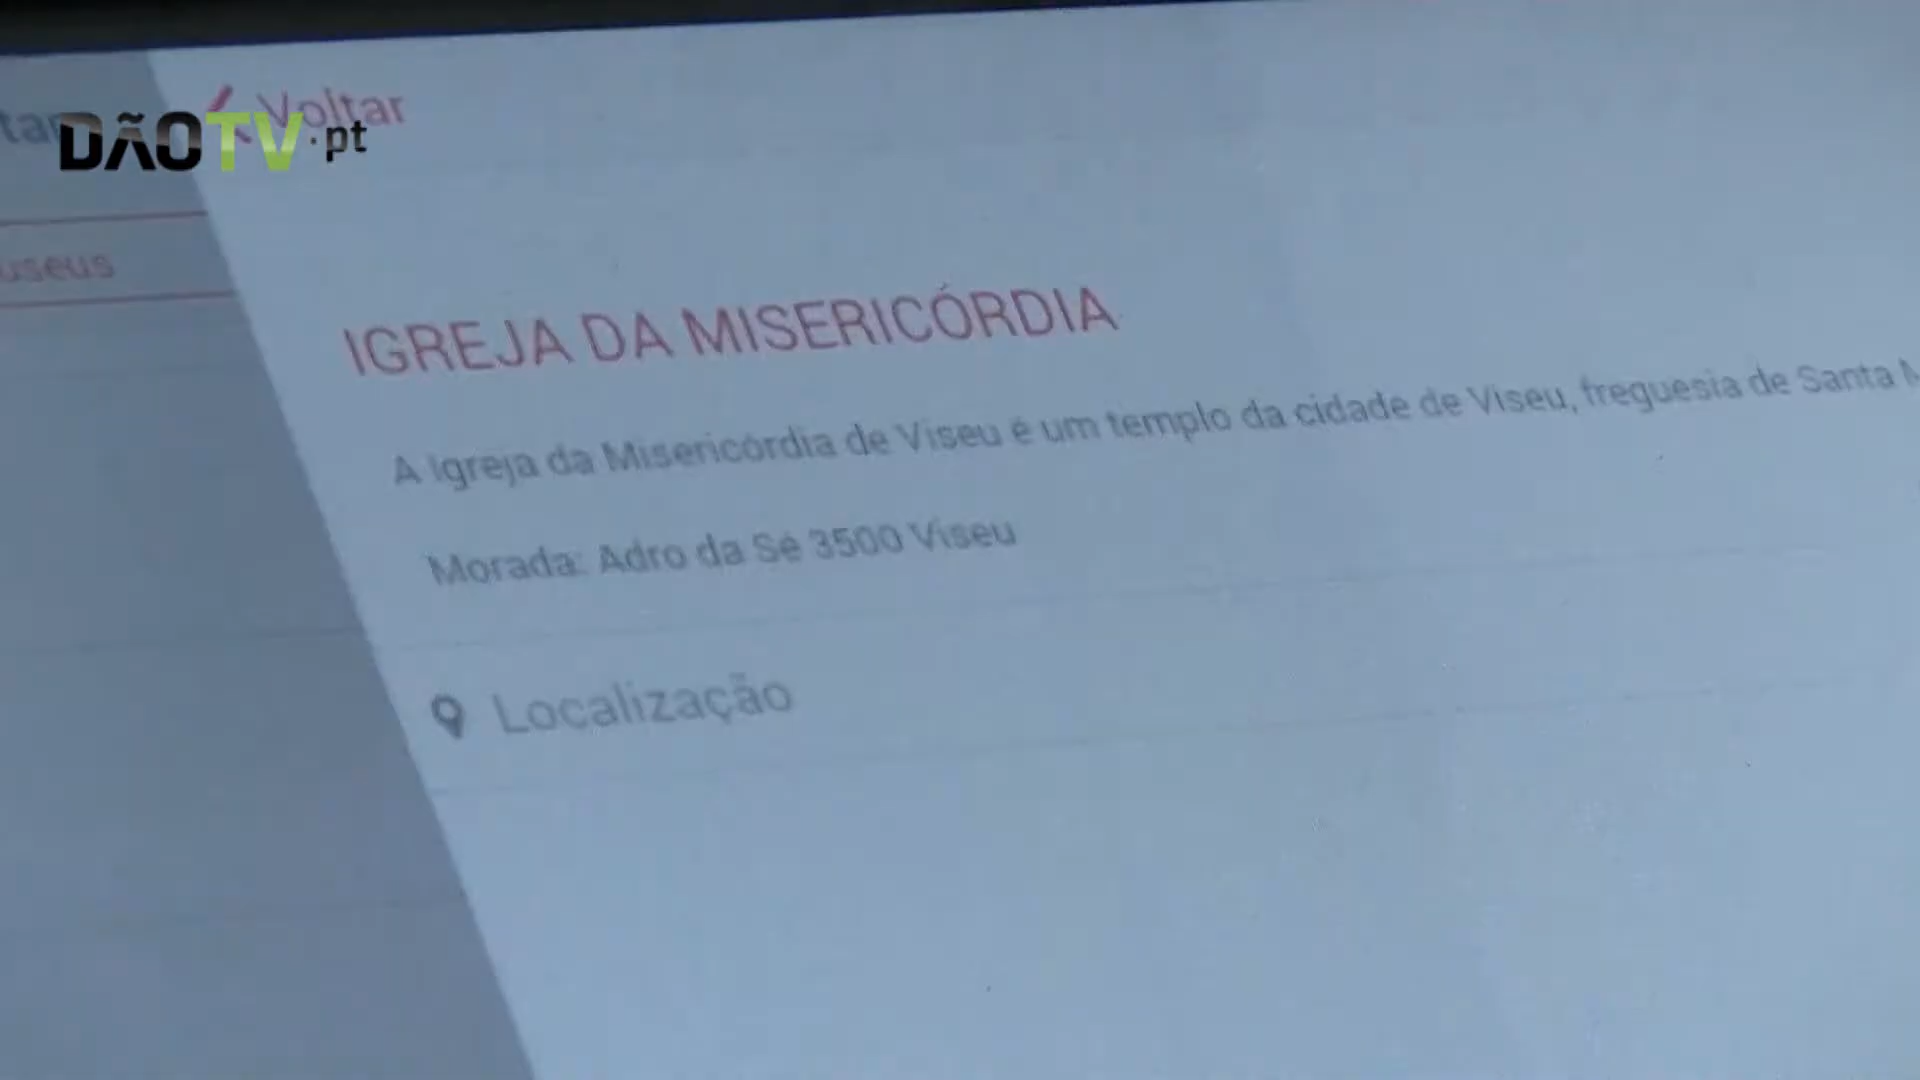 Voltar
DÃOTV.pt
useus
IGREJA DA MISERICÓRDIA
A Igreja da Misericórdia de Viseu é um templo da cidade de Viseu, freguesia de Santa
Morada: Adro da Sé 3500 Viseu
Localização